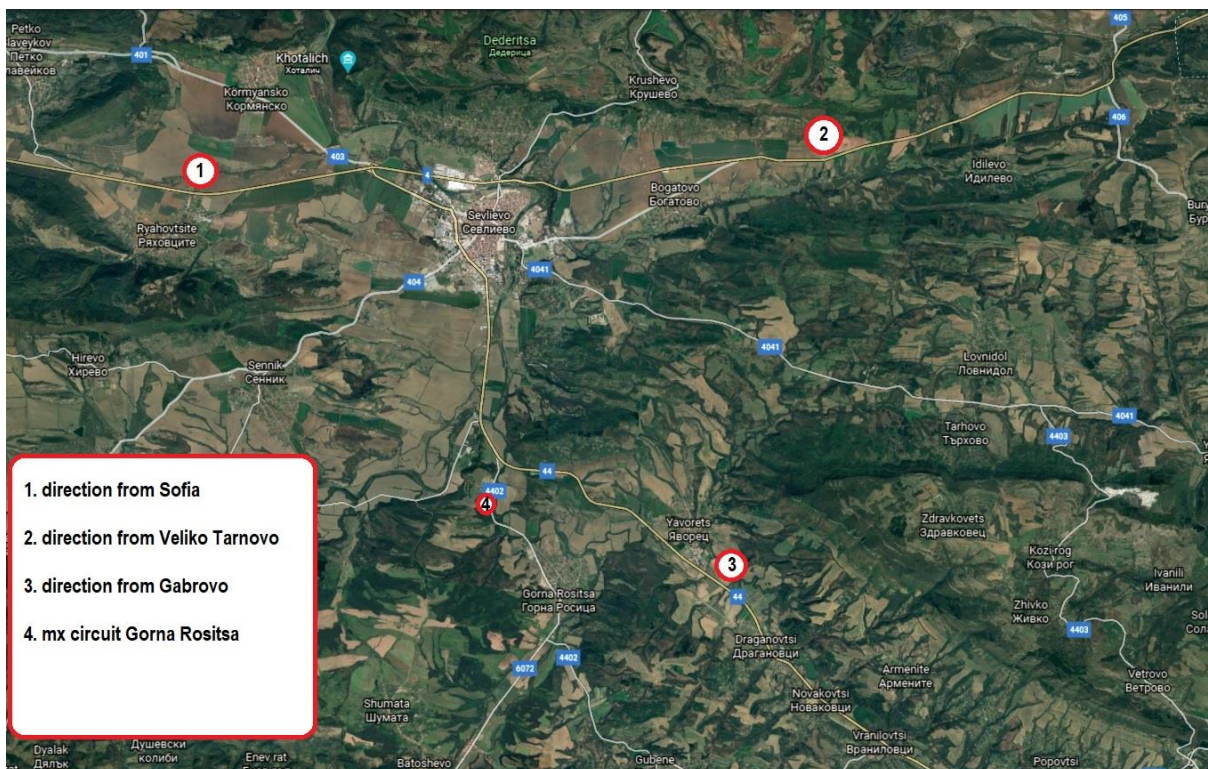 Petko
Slaveykov
Петко
лавейков
401
Khotalich
Хоталич
Dederitsa
Дедерица
405
Kormyansko
Кормянско
Krushevo
Крушево
406
2
403
1
4
Idilevo
Идилево
Bogatovo
Богатово
Sevlievo
Севлиево
Ryahovtsite
Ряховците
404
4041
Hirevo
Хирево
Sennik
Сенник
4041
Lovnidol
Ловнидол
4041
Tarhovo
Търхово
4403
44
4402
4
1. direction from Sofia
2. direction from Veliko Tarnovo
3. direction from Gabrovo
4. mx circuit Gorna Rositsa
Yavorets
Яворец
Zdravkovets
Здравковец
Kozi rog
Кози рог
Ivanili
Иванили
3
44
Gorna Rositsa
Горна Росица
Zhivko
Живко
4403
Draganovtsi
Драгановци
4402
6072
Armenite
Армените
Vetrovo
Ветрово
Novakovtsi
Новаковци
Shumata
Шумата
Vranilovtsi
Враниловци
Душевски
колиби
Dyalak
Дялък
Enev rat
Batoshevo
Gubene
Popovtsi